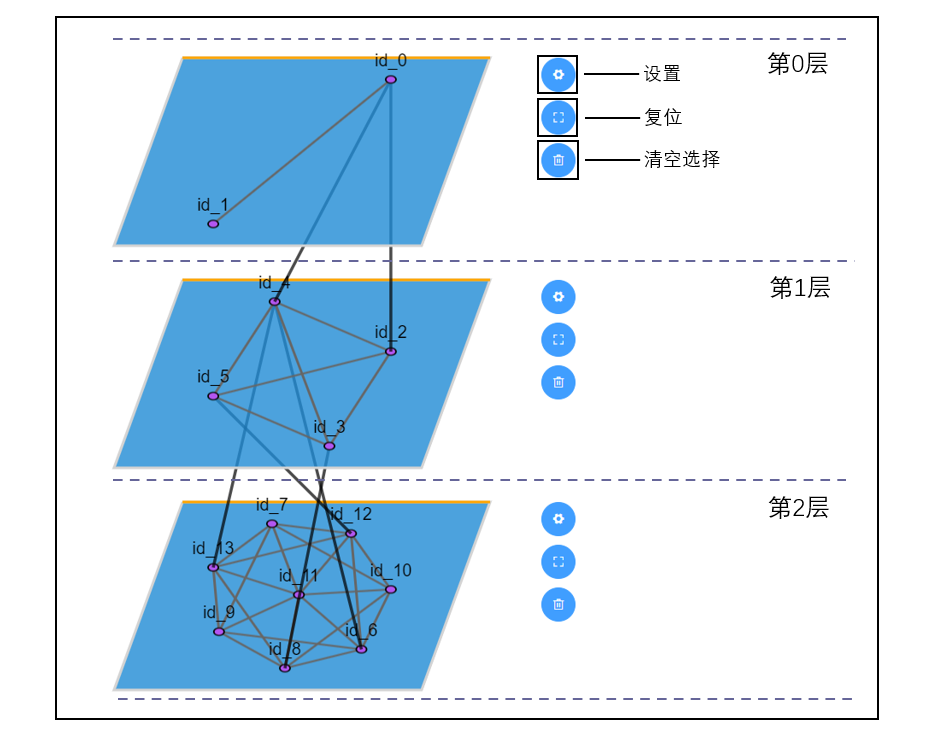 id_0
第0层
设置
复位
清空选择
id_1
id_4
第1层
id_2
id_5
id_3
第2层
id_7
id_12
id_13
id_11
id_10
id_9
id_6
id_8